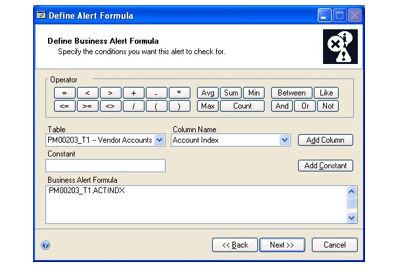 Define Alert Formula
Define Business Alert Formula
Specify the conditions you want this alert to check for.
Operator
= < > + - * Avg Sum Min Between Like
<= >= <> / ( ) Max Count And Or Not
Table Column Name
PM00203_T1 -- Vendor Accounts Account Index Add Column
Constant
Add Constant
Business Alert Formula
PM00203_T1.ACTINDX
? << Back Next >> Cancel